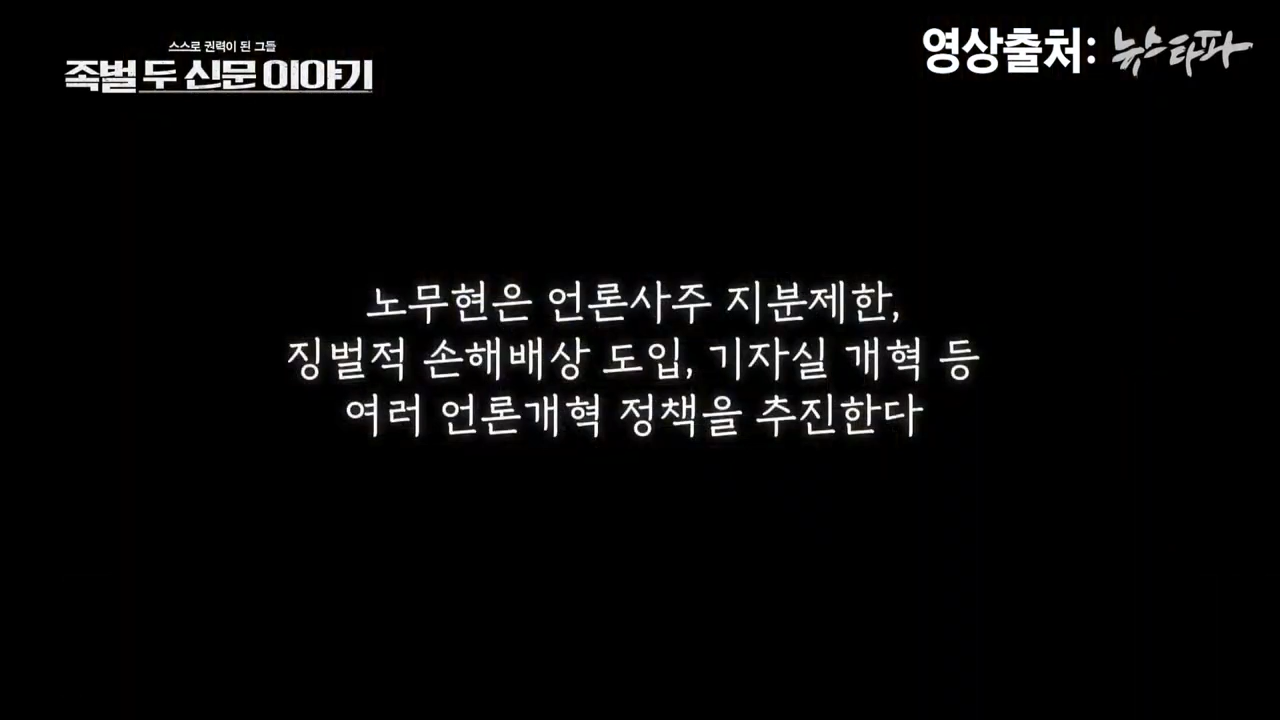 스스로 권력이 된 그들
족벌 두 신문 이야기
영상출처: 뉴스타파
노무현은 언론사주 지분제한,
징벌적 손해배상 도입, 기자실 개혁 등
여러 언론개혁 정책을 추진한다